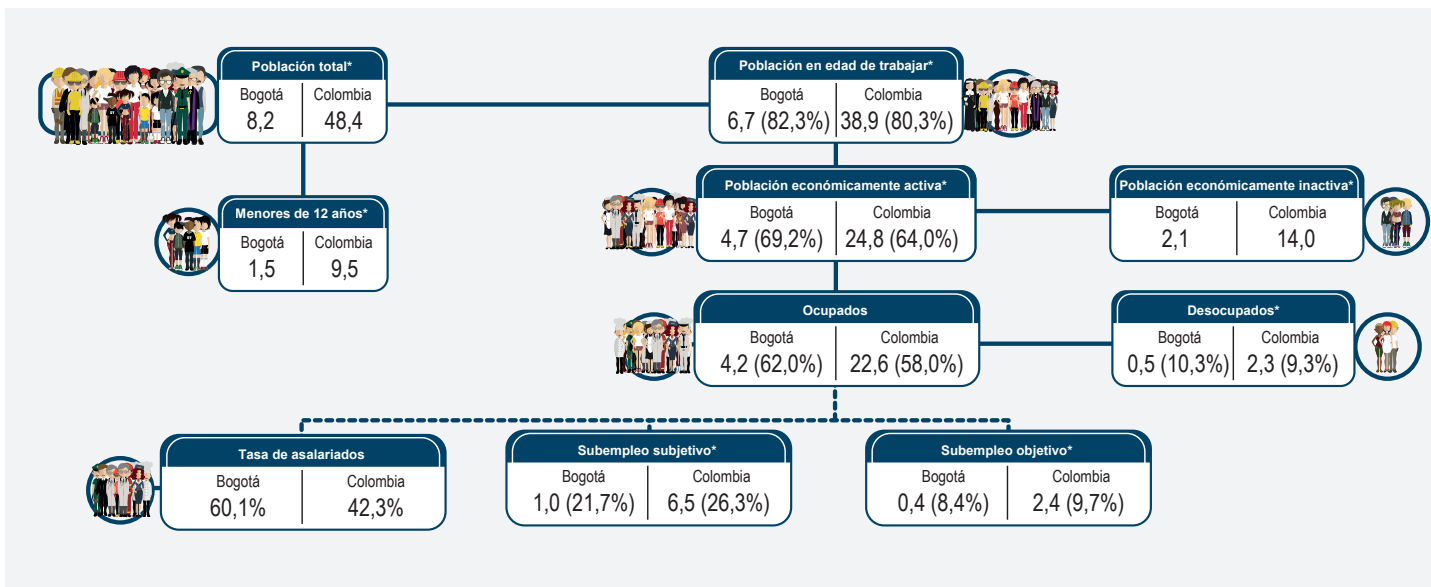 Población total*
Bogotá Colombia
8,2 48,4
Población en edad de trabajar*
Bogotá Colombia
6,7 (82,3%) 38,9 (80,3%)
Menores de 12 años*
Bogotá Colombia
1,5 9,5
Población económicamente activa*
Bogotá Colombia
4,7 (69,2%) 24,8 (64,0%)
Población económicamente inactiva*
Bogotá Colombia
2,1 14,0
Ocupados
Bogotá Colombia
4,2 (62,0%) 22,6 (58,0%)
Desocupados*
Bogotá Colombia
0,5 (10,3%) 2,3 (9,3%)
Tasa de asalariados
Bogotá Colombia
60,1% 42,3%
Subempleo subjetivo*
Bogotá Colombia
1,0 (21,7%) 6,5 (26,3%)
Subempleo objetivo*
Bogotá Colombia
0,4 (8,4%) 2,4 (9,7%)